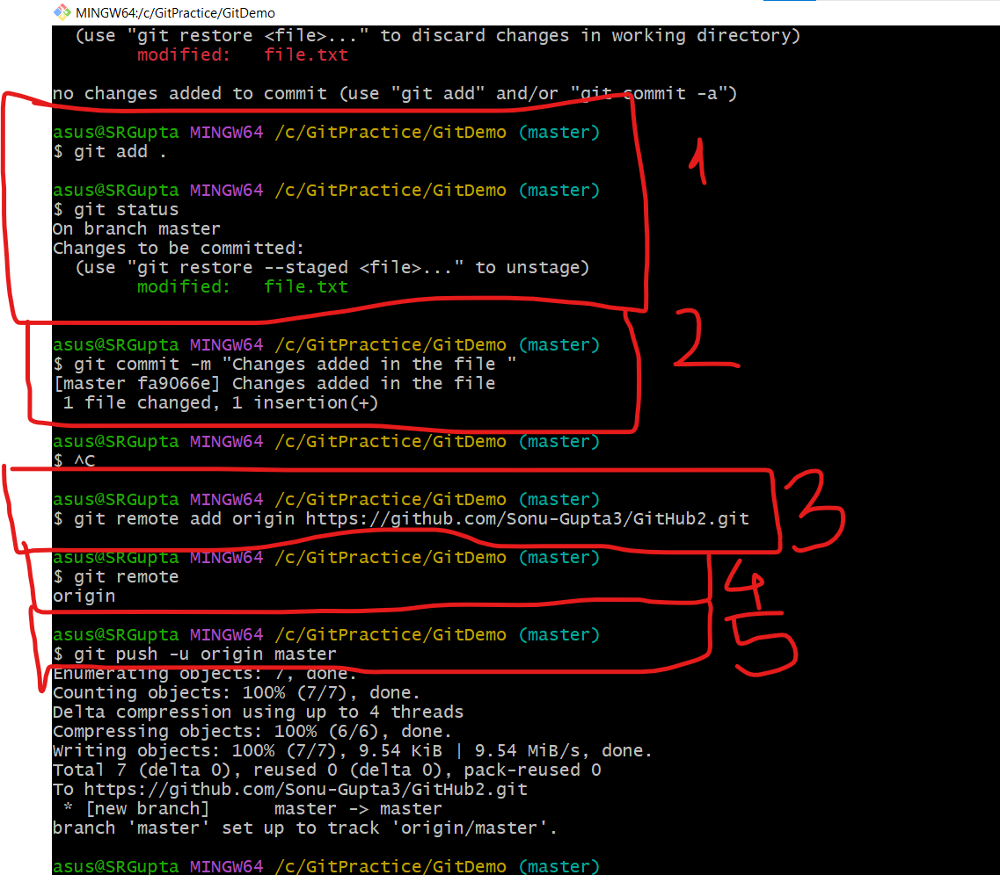 MINGW64:/c/GitPractice/GitDemo
(use "git restore <file>..." to discard changes in working directory)
modified:   file.txt
no changes added to commit (use "git add" and/or "git commit -a")
asus@SRGupta MINGW64 /c/GitPractice/GitDemo (master)
$ git add .
1
asus@SRGupta MINGW64 /c/GitPractice/GitDemo (master)
$ git status
On branch master
Changes to be committed:
(use "git restore --staged <file>..." to unstage)
modified:   file.txt
2
asus@SRGupta MINGW64 /c/GitPractice/GitDemo (master)
$ git commit -m "Changes added in the file "
[master fa9066e] Changes added in the file
1 file changed, 1 insertion(+)
asus@SRGupta MINGW64 /c/GitPractice/GitDemo (master)
$ ^C
asus@SRGupta MINGW64 /c/GitPractice/GitDemo (master)
$ git remote add origin https://github.com/Sonu-Gupta3/GitHub2.git
3
asus@SRGupta MINGW64 /c/GitPractice/GitDemo (master)
$ git remote
origin
4
asus@SRGupta MINGW64 /c/GitPractice/GitDemo (master)
$ git push -u origin master
5
Enumerating objects: 7, done.
Counting objects: 100% (7/7), done.
Delta compression using up to 4 threads
Compressing objects: 100% (6/6), done.
Writing objects: 100% (7/7), 9.54 KiB | 9.54 MiB/s, done.
Total 7 (delta 0), reused 0 (delta 0), pack-reused 0
To https://github.com/Sonu-Gupta3/GitHub2.git
* [new branch]      master -> master
branch 'master' set up to track 'origin/master'.
asus@SRGupta MINGW64 /c/GitPractice/GitDemo (master)